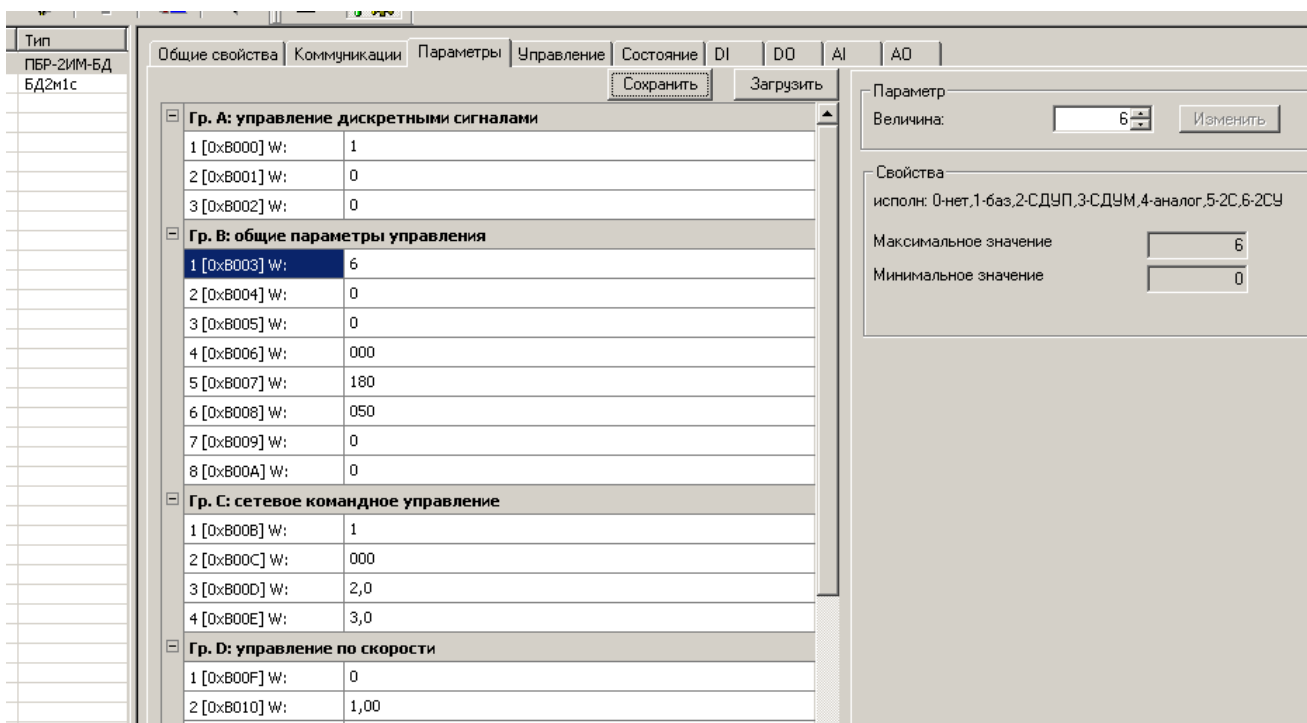 Тип
ПБР-2ИМ-БД
БД2м1с
Общие свойства Коммуникации Параметры Управление Состояние DI DO AI AO
Сохранить Загрузить
Гр. А: управление дискретными сигналами
1 [0xB000] W: 1
2 [0xB001] W: 0
3 [0xB002] W: 0
Гр. В: общие параметры управления
1 [0xB003] W: 6
2 [0xB004] W: 0
3 [0xB005] W: 0
4 [0xB006] W: 000
5 [0xB007] W: 180
6 [0xB008] W: 050
7 [0xB009] W: 0
8 [0xB00A] W: 0
Гр. С: сетевое командное управление
1 [0xB00B] W: 1
2 [0xB00C] W: 000
3 [0xB00D] W: 2,0
4 [0xB00E] W: 3,0
Гр. D: управление по скорости
1 [0xB00F] W: 0
2 [0xB010] W: 1,00
Параметр
Величина: 6 Изменить
Свойства
исполн: 0-нет,1-баз,2-СДУП,3-СДУМ,4-аналог,5-2С,6-2СУ
Максимальное значение 6
Минимальное значение 0